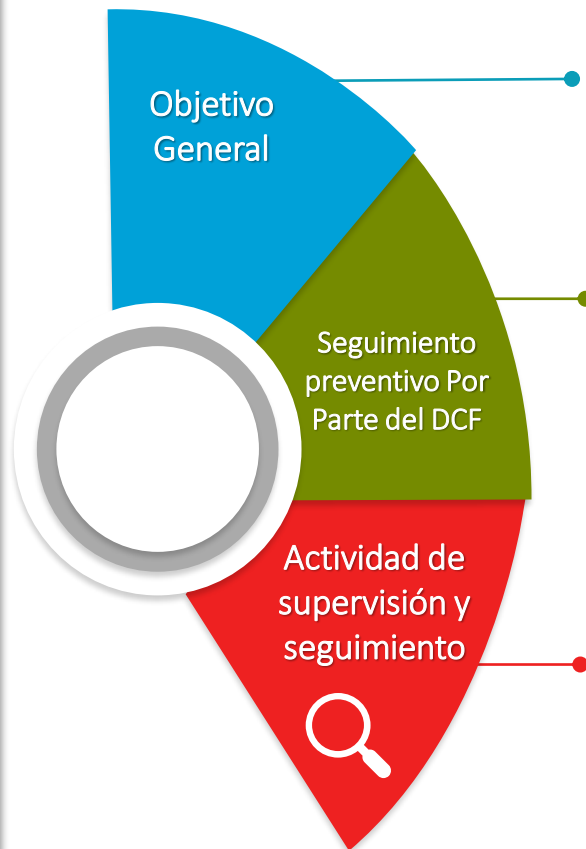 Objetivo
General
Seguimiento
preventivo Por
Parte del DCF
Actividad de
supervisión y
seguimiento